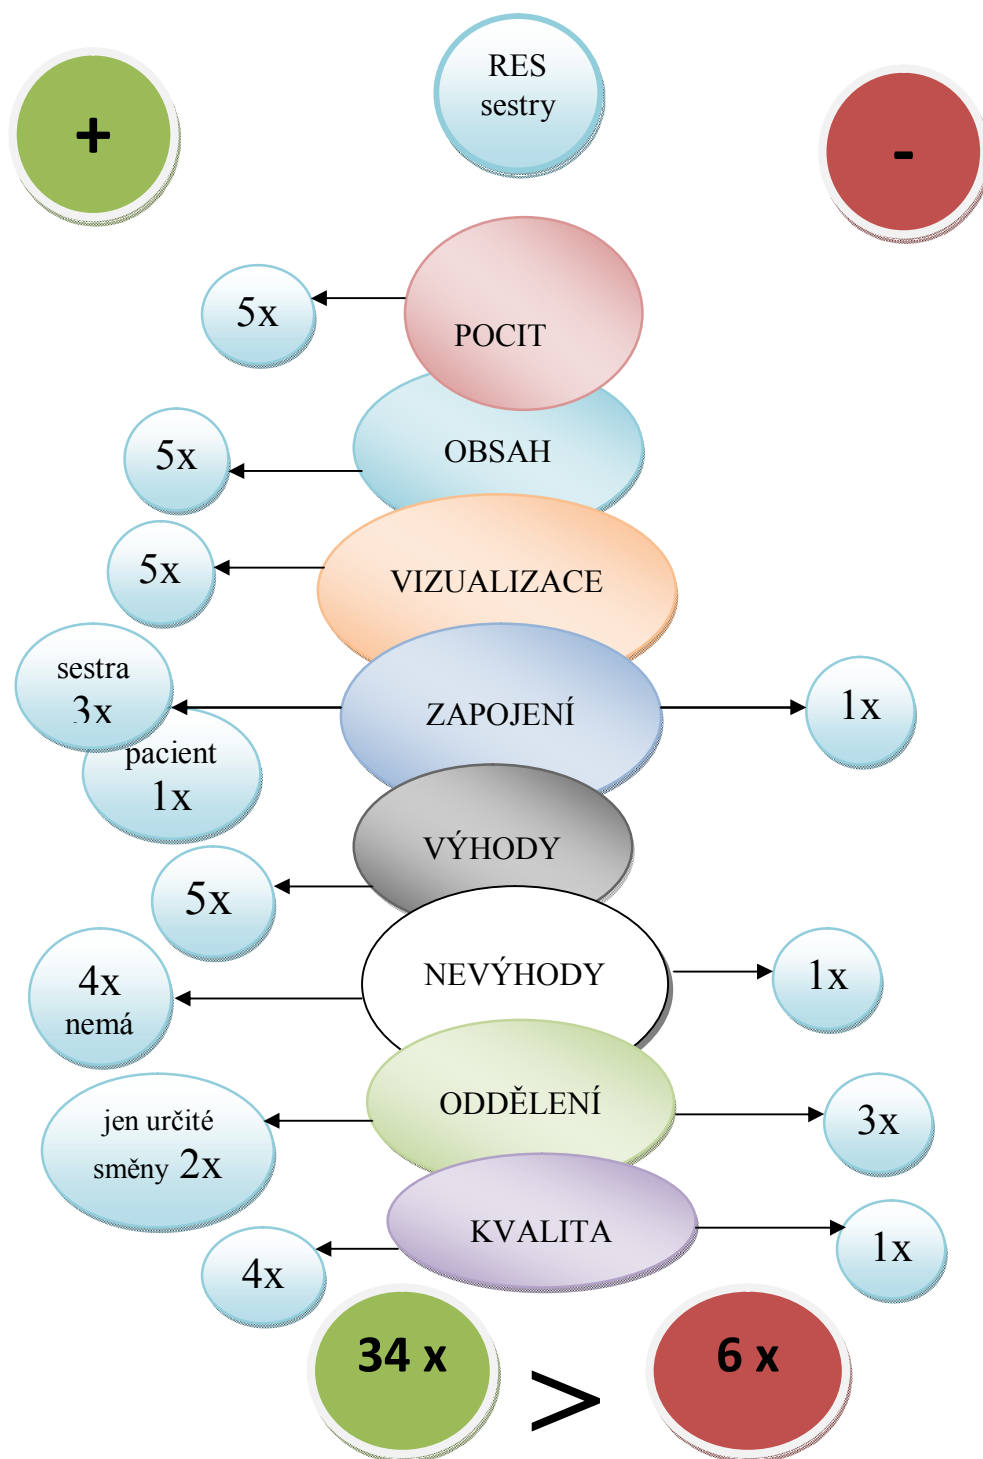 RES
sestry
+
-
5x
POCIT
5x
OBSAH
5x
VIZUALIZACE
sestra
3x
ZAPOJENÍ
1x
pacient
1x
VÝHODY
5x
4x
nemá
NEVÝHODY
1x
jen určité
směny 2x
ODDĚLENÍ
3x
KVALITA
4x
1x
34 x
>
6 x